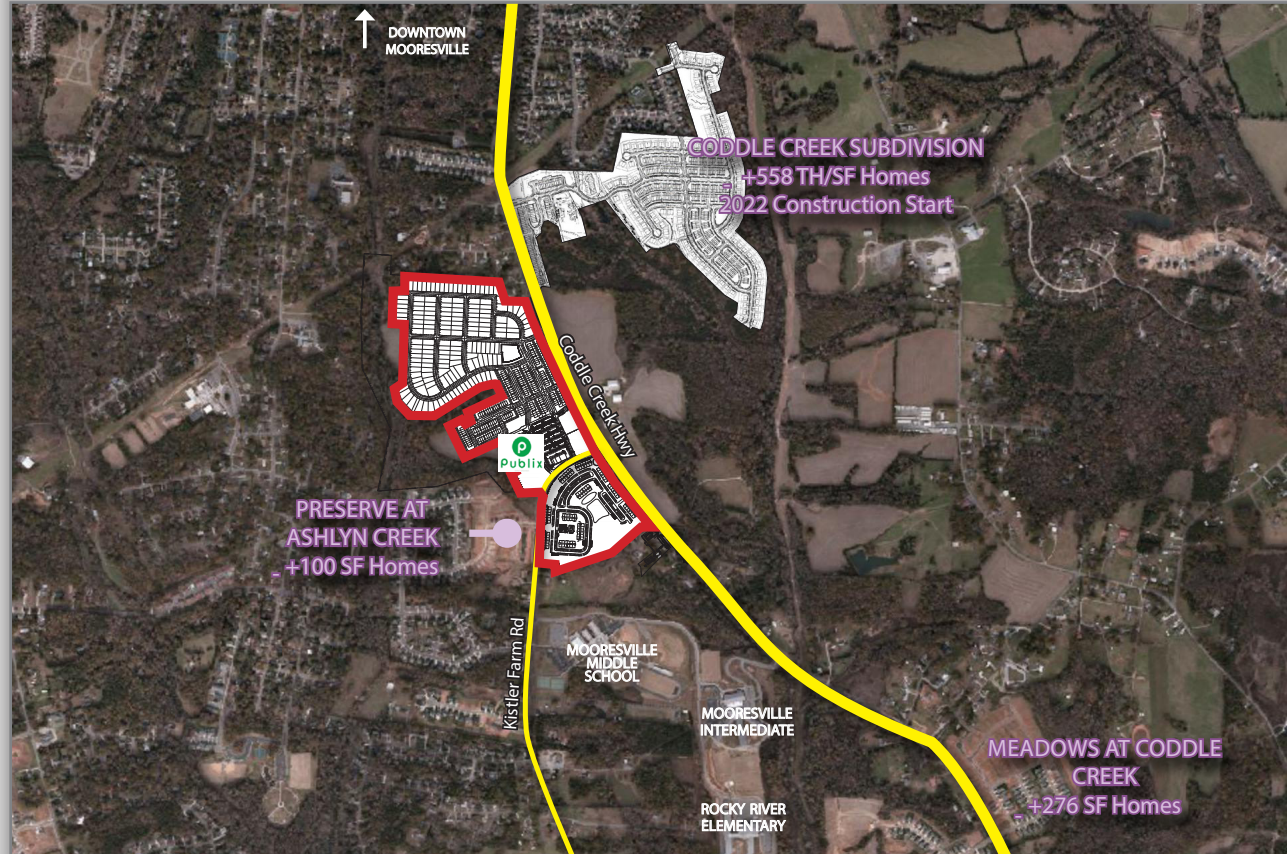 DOWNTOWN
MOORESVILLE
CODDLE CREEK SUBDIVISION
- +558 TH/SF Homes
- 2022 Construction Start
Coddle Creek Hwy
Publix
PRESERVE AT
ASHLYN CREEK
- +100 SF Homes
Kistler Farm Rd
MOORESVILLE
MIDDLE
SCHOOL
MOORESVILLE
INTERMEDIATE
MEADOWS AT CODDLE
CREEK
- +276 SF Homes
ROCKY RIVER
ELEMENTARY